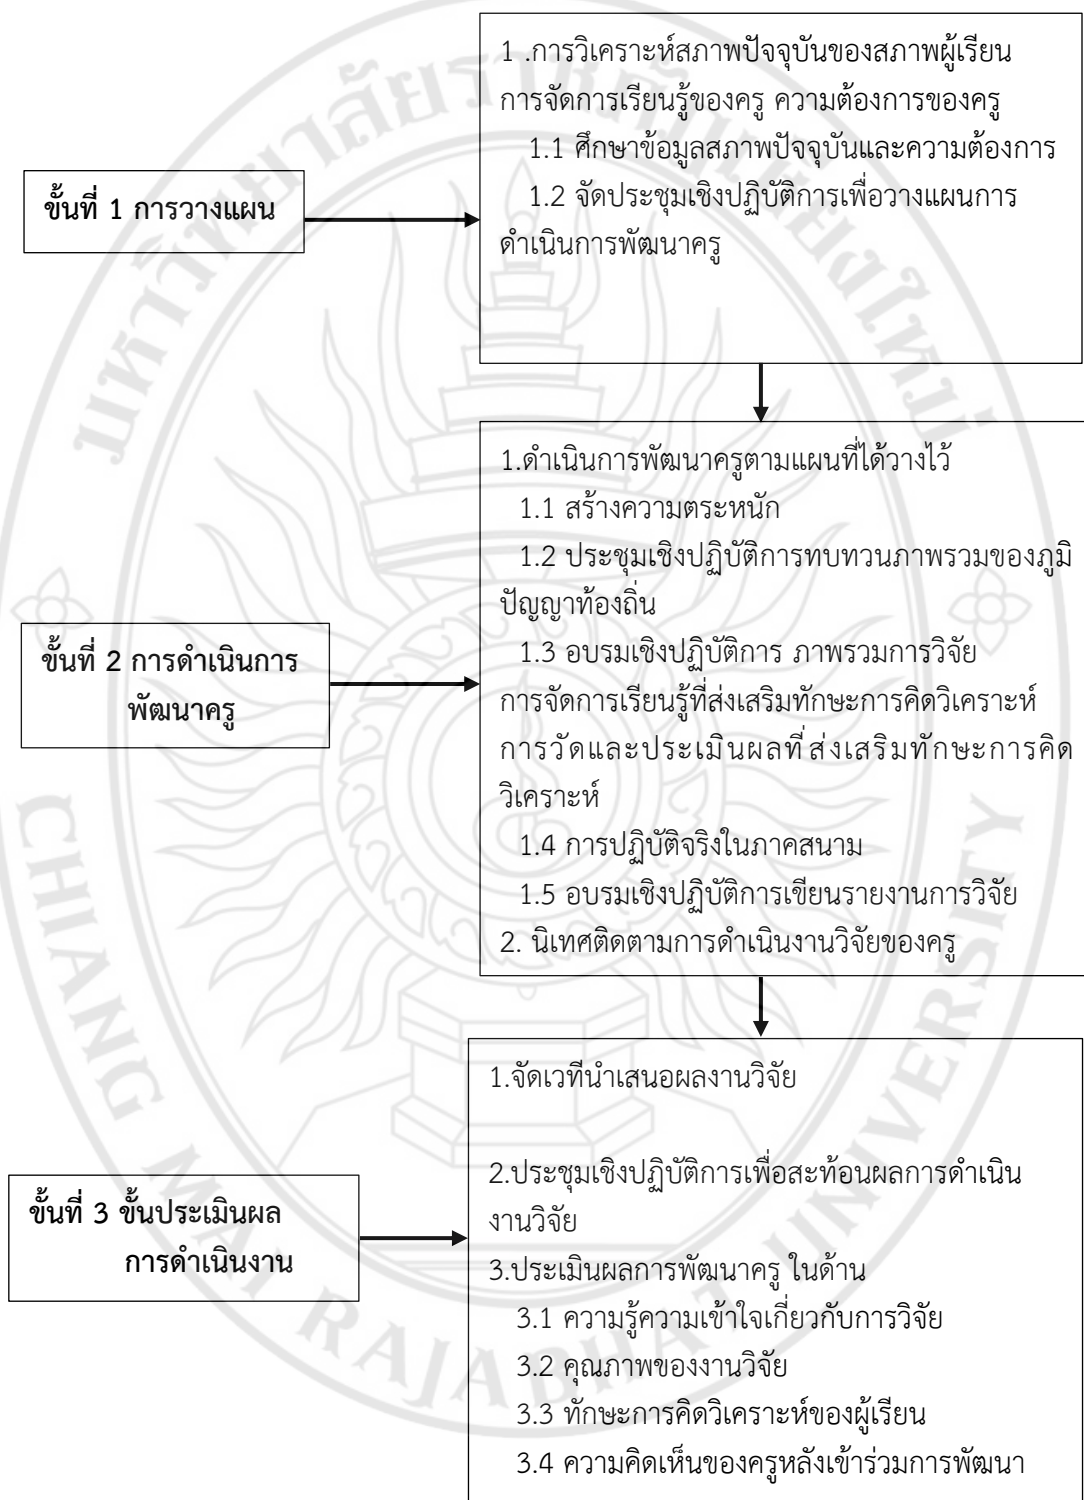 1 .การวิเคราะห์สภาพปัจจุบันของสภาพผู้เรียน
การจัดการเรียนรู้ของครู ความต้องการของครู
1.1 ศึกษาข้อมูลสภาพปัจจุบันและความต้องการ
1.2 จัดประชุมเชิงปฏิบัติการเพื่อวางแผนการ
ดำเนินการพัฒนาครู
ขั้นที่ 1 การวางแผน
1.ดำเนินการพัฒนาครูตามแผนที่ได้วางไว้
1.1 สร้างความตระหนัก
1.2 ประชุมเชิงปฏิบัติการทบทวนภาพรวมของภูมิ
ปัญญาท้องถิ่น
1.3 อบรมเชิงปฏิบัติการ ภาพรวมการวิจัย
การจัดการเรียนรู้ที่ส่งเสริมทักษะการคิดวิเคราะห์
การวัดและประเมินผลที่ส่งเสริมทักษะการคิด
วิเคราะห์
1.4 การปฏิบัติจริงในภาคสนาม
1.5 อบรมเชิงปฏิบัติการเขียนรายงานการวิจัย
2. นิเทศติดตามการดำเนินงานวิจัยของครู
ขั้นที่ 2 การดำเนินการ
พัฒนาครู
1.จัดเวทีนำเสนอผลงานวิจัย
2.ประชุมเชิงปฏิบัติการเพื่อสะท้อนผลการดำเนิน
งานวิจัย
3.ประเมินผลการพัฒนาครู ในด้าน
3.1 ความรู้ความเข้าใจเกี่ยวกับการวิจัย
3.2 คุณภาพของงานวิจัย
3.3 ทักษะการคิดวิเคราะห์ของผู้เรียน
3.4 ความคิดเห็นของครูหลังเข้าร่วมการพัฒนา
ขั้นที่ 3 ขั้นประเมินผล
การดำเนินงาน
มหาวิทยาลัยราชภัฏเชียงใหม่
CHIANG MAI RAJABHAT UNIVERSITY